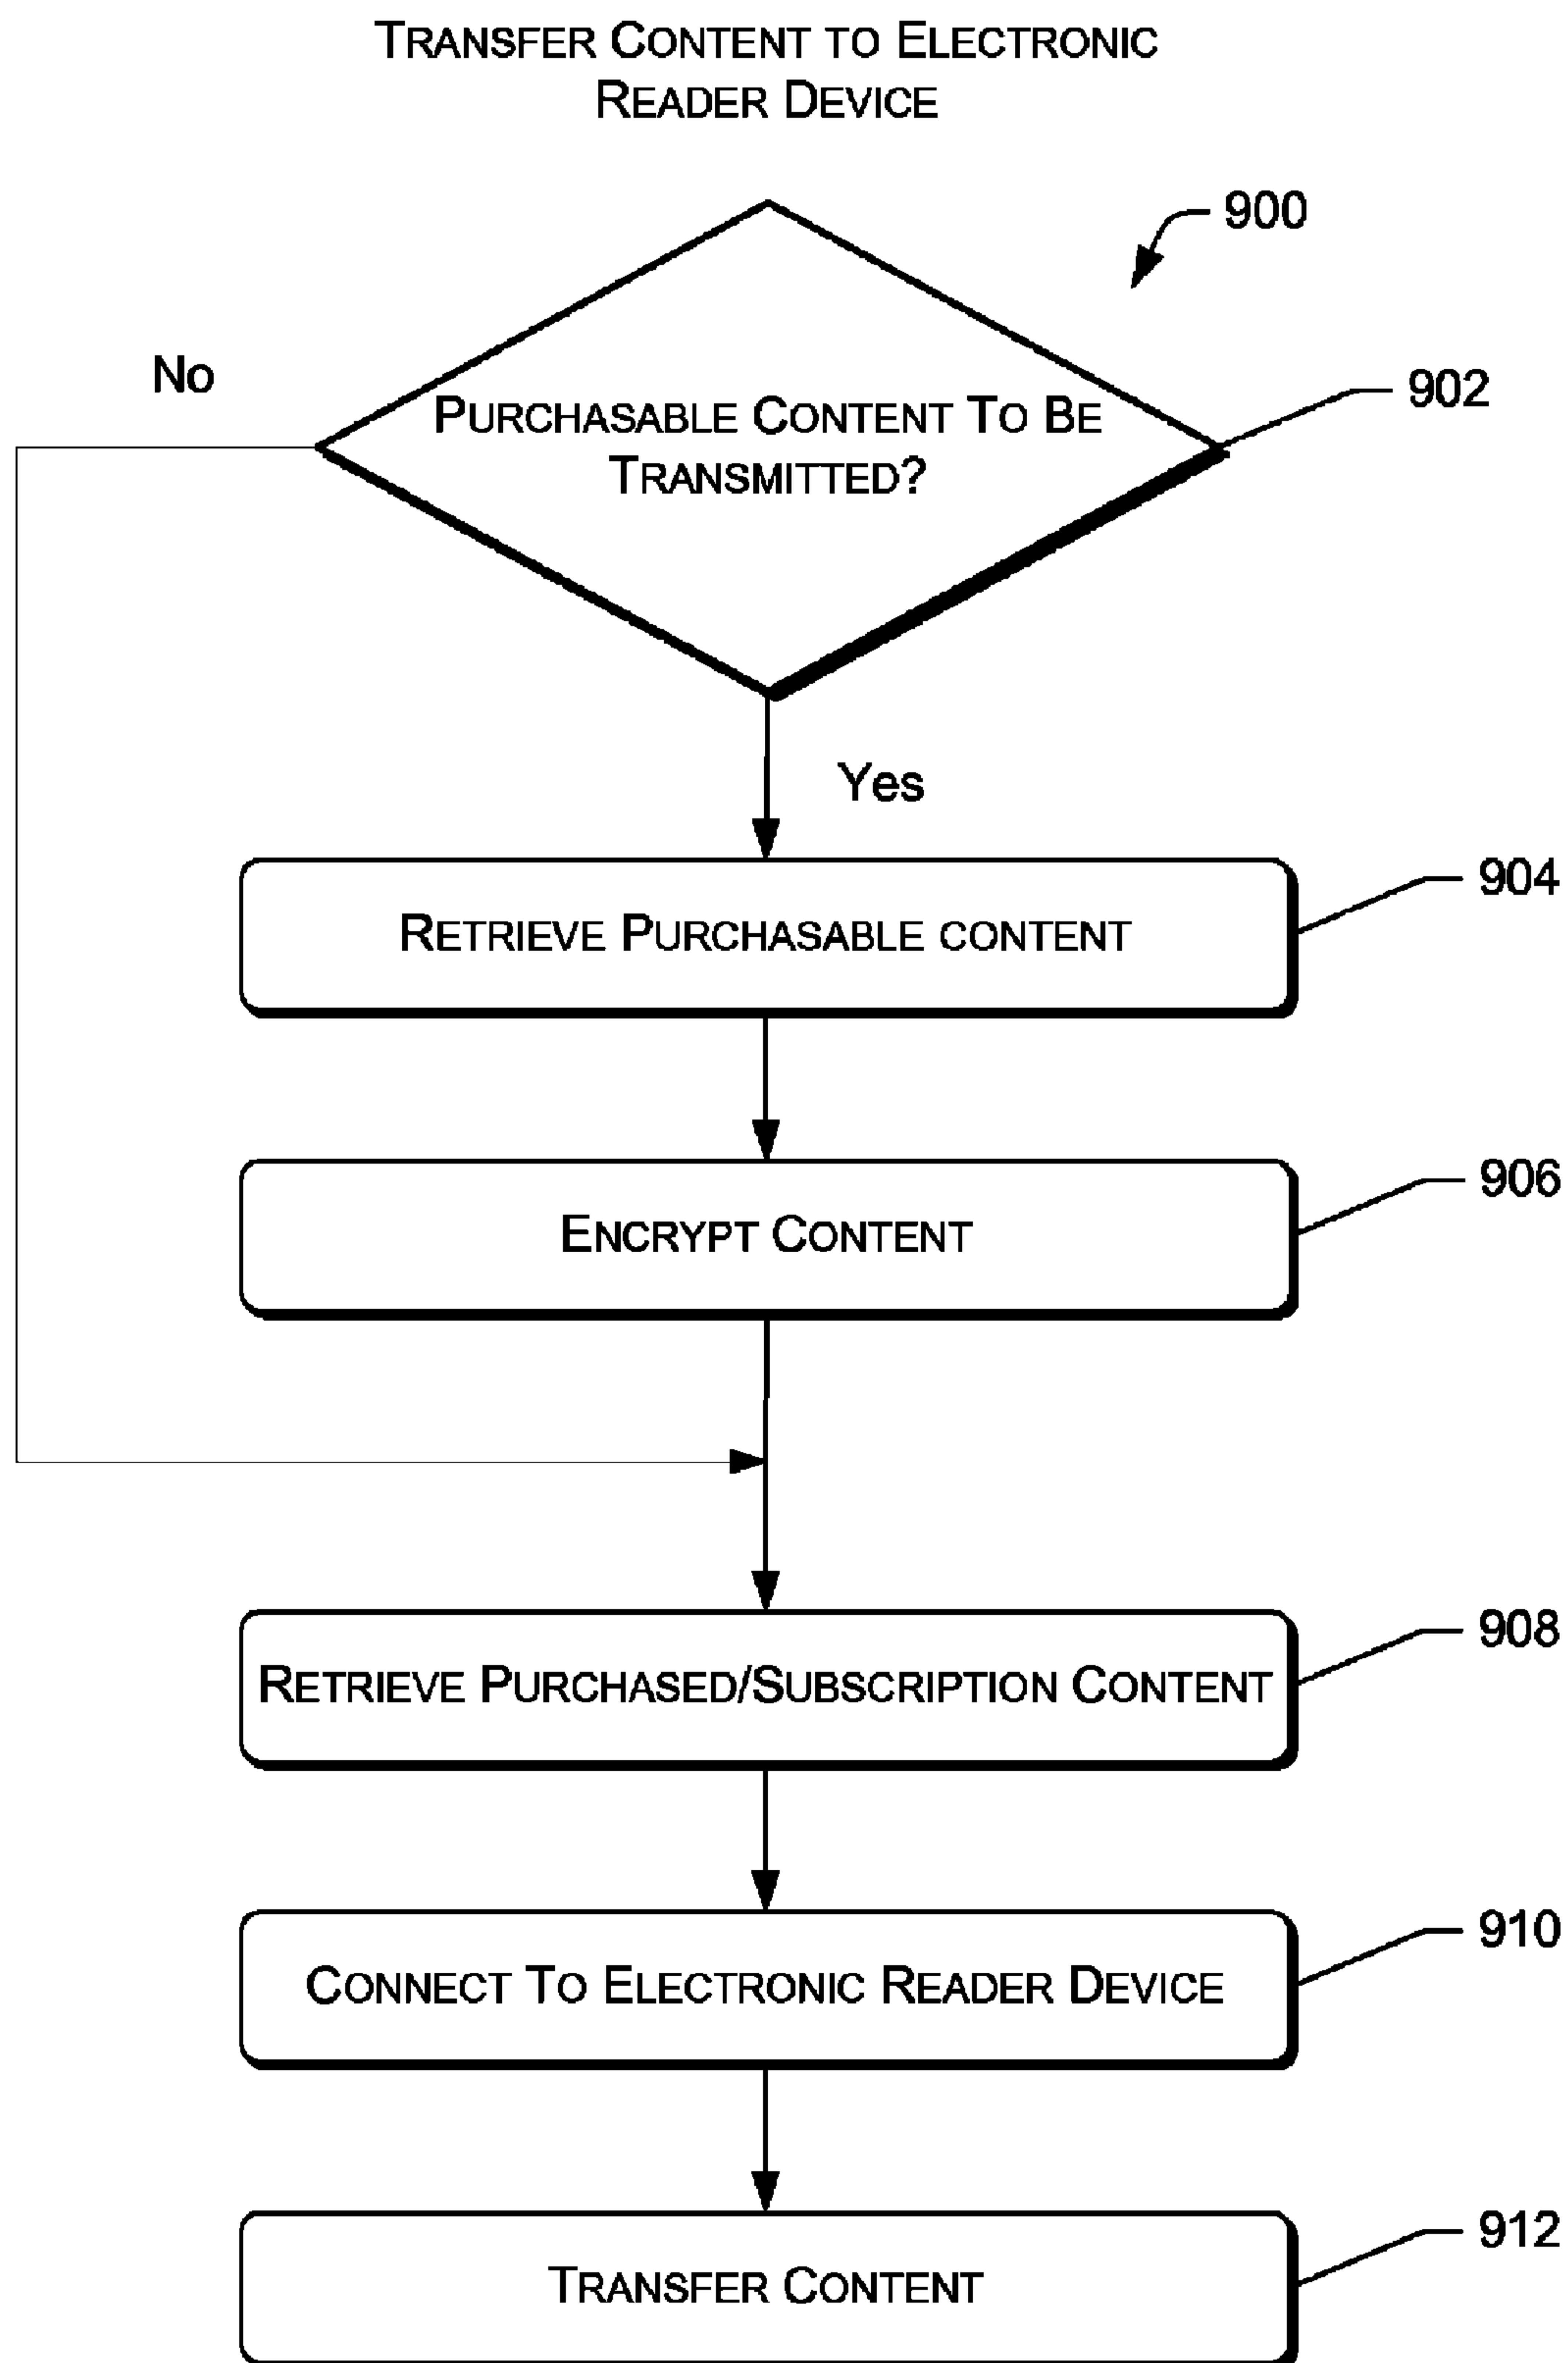 TRANSFER CONTENT TO ELECTRONIC
READER DEVICE
900
No
902
PURCHASABLE CONTENT TO BE
TRANSMITTED?
Yes
904
RETRIEVE PURCHASABLE CONTENT
906
ENCRYPT CONTENT
908
RETRIEVE PURCHASED/SUBSCRIPTION CONTENT
910
CONNECT TO ELECTRONIC READER DEVICE
912
TRANSFER CONTENT